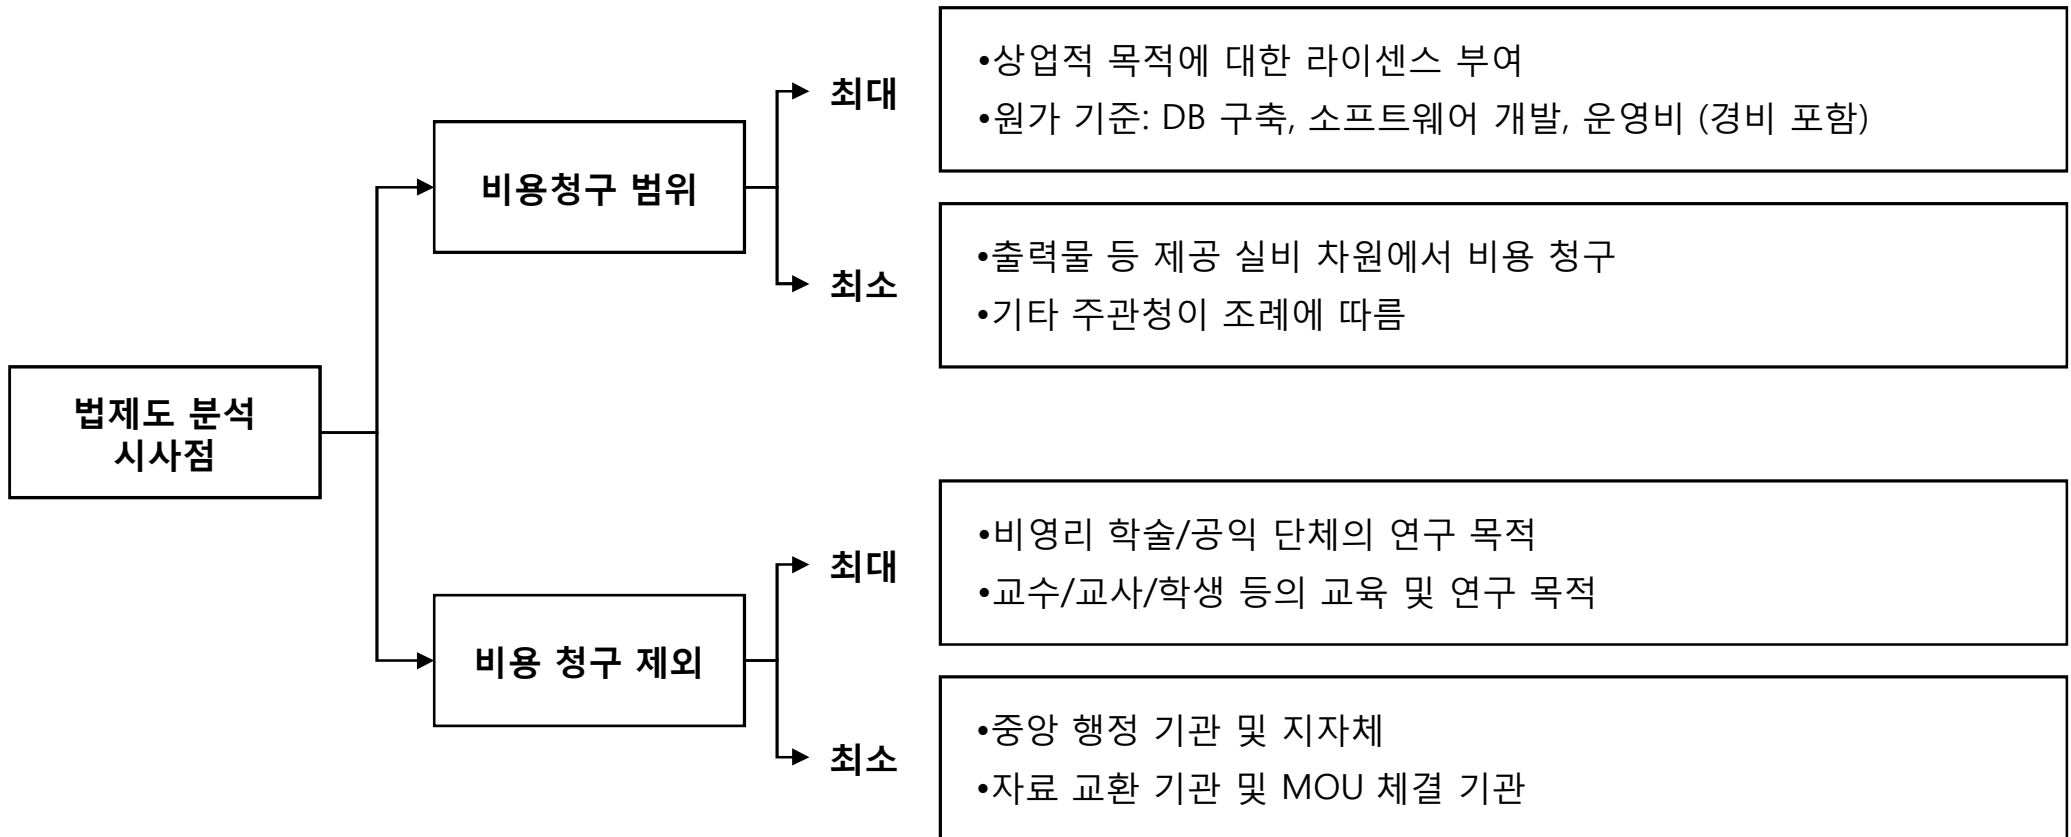 법제도 분석
시사점
비용청구 범위
최대
•상업적 목적에 대한 라이센스 부여
•원가 기준: DB 구축, 소프트웨어 개발, 운영비 (경비 포함)
최소
•출력물 등 제공 실비 차원에서 비용 청구
•기타 주관청이 조례에 따름
비용 청구 제외
최대
•비영리 학술/공익 단체의 연구 목적
•교수/교사/학생 등의 교육 및 연구 목적
최소
•중앙 행정 기관 및 지자체
•자료 교환 기관 및 MOU 체결 기관